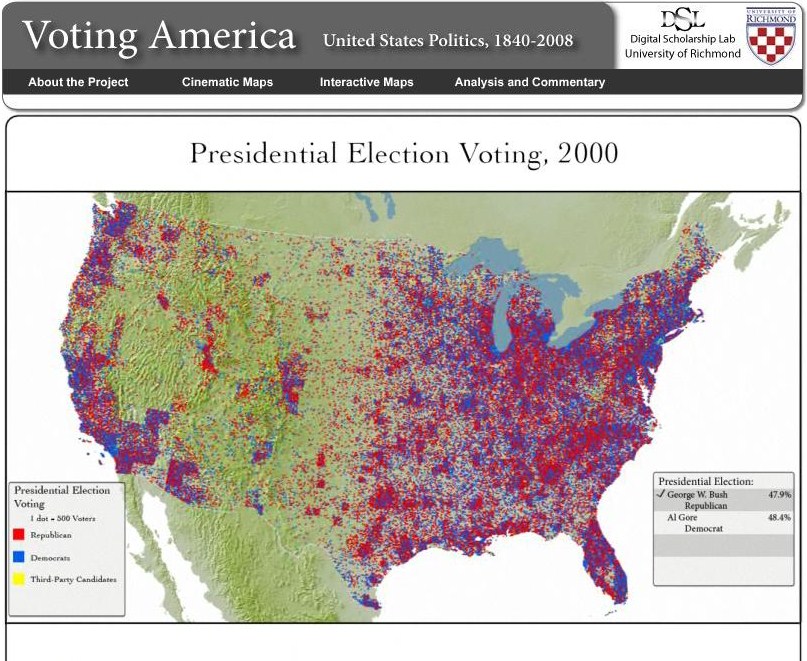 Voting America
United States Politics, 1840-2008
DSL
Digital Scholarship Lab
University of Richmond
UNIVERSITY OF
RICHMOND
About the Project
Cinematic Maps
Interactive Maps
Analysis and Commentary
Presidential Election Voting, 2000
Presidential Election
Voting
1 dot = 500 Voters
Republican
Democrats
Third-Party Candidates
Presidential Election:
✓ George W. Bush 47.9%
Republican
Al Gore 48.4%
Democrat